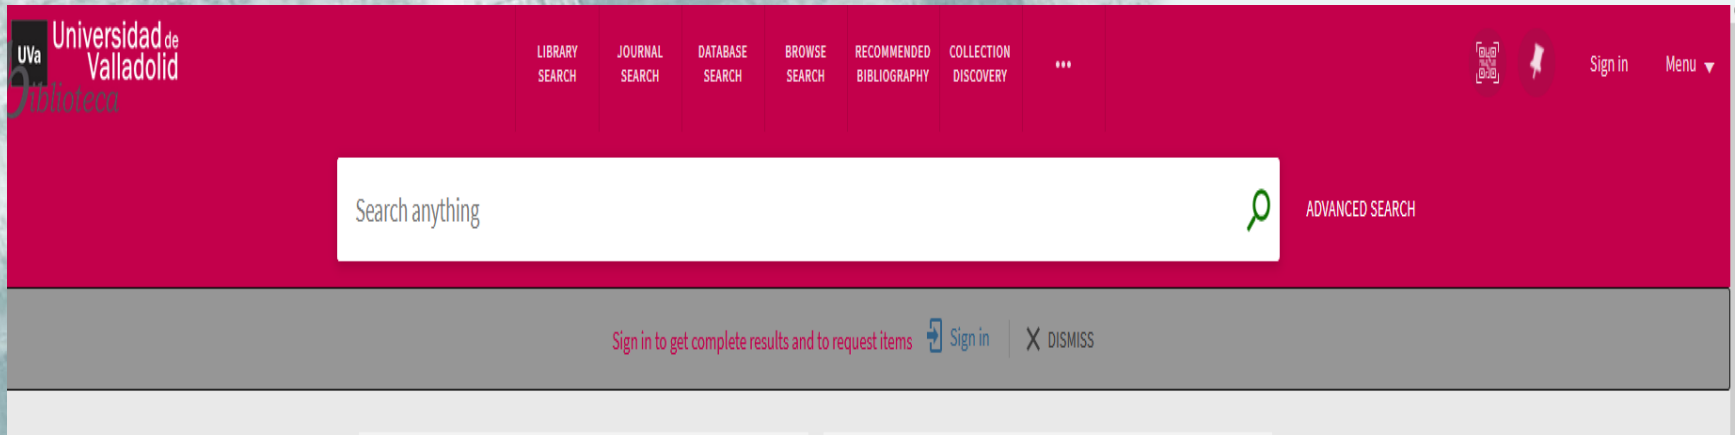 UVa
Universidad de
Valladolid
Biblioteca
LIBRARY
SEARCH
JOURNAL
SEARCH
DATABASE
SEARCH
BROWSE
SEARCH
RECOMMENDED
BIBLIOGRAPHY
COLLECTION
DISCOVERY
•••
Sign in
Menu
Search anything
ADVANCED SEARCH
Sign in to get complete results and to request items
Sign in
DISMISS